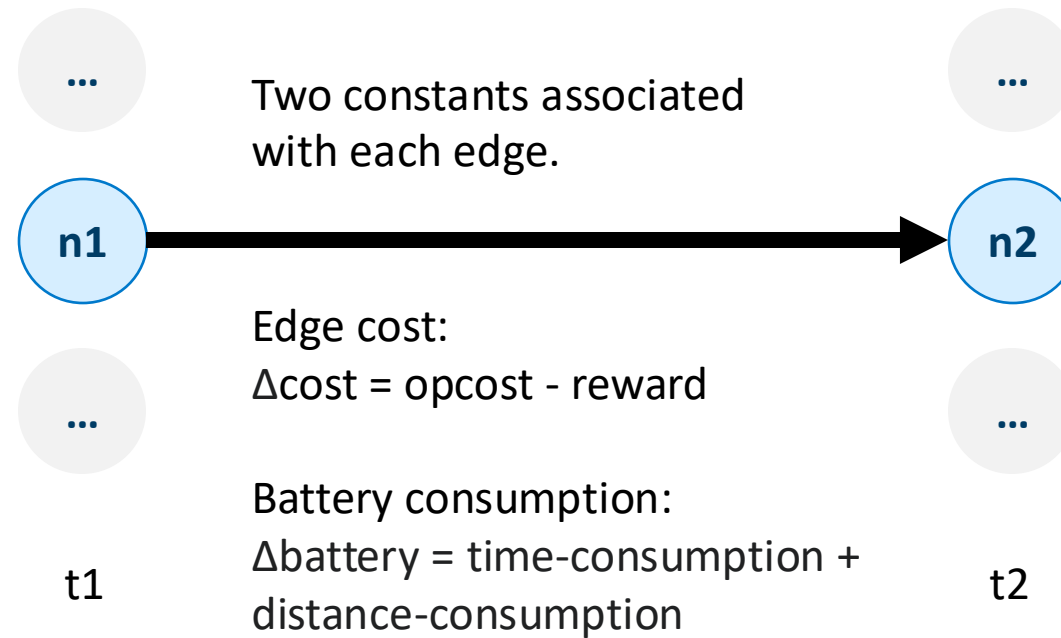 ...
...
Two constants associated
with each edge.
n1
n2
Edge cost:
Δcost = opcost - reward
...
...
Battery consumption:
Δbattery = time-consumption +
distance-consumption
t1
t2